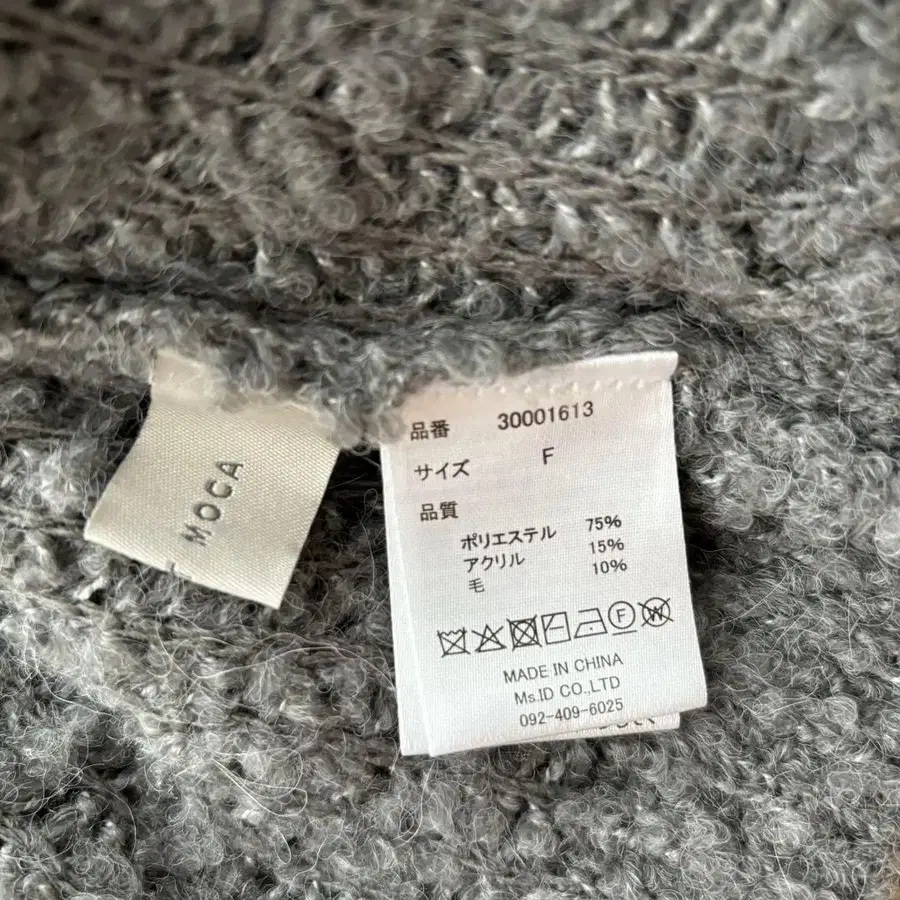 MOCA
品番 30001613
サイズ F
品質
ポリエステル 75%
アクリル 15%
毛 10%
F W
MADE IN CHINA
Ms.ID CO.,LTD
092-409-6025